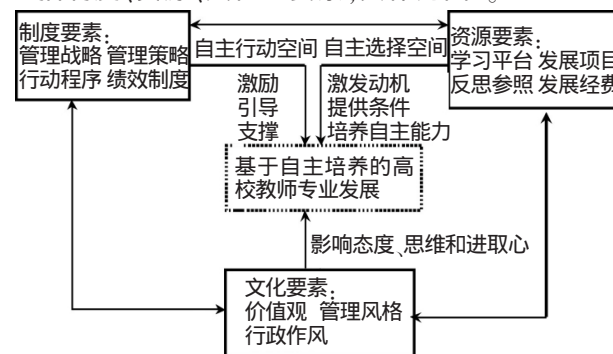 制度要素：
管理战略 管理策略
行动程序 绩效制度
自主行动空间 自主选择空间
资源要素：
学习平台 发展项目
反思参照 发展经费
激励
引导
支撑
激发动机
提供条件
培养自主能力
基于自主培养的高
校教师专业发展
影响态度、思维和进取心
文化要素：
价值观 管理风格
行政作风